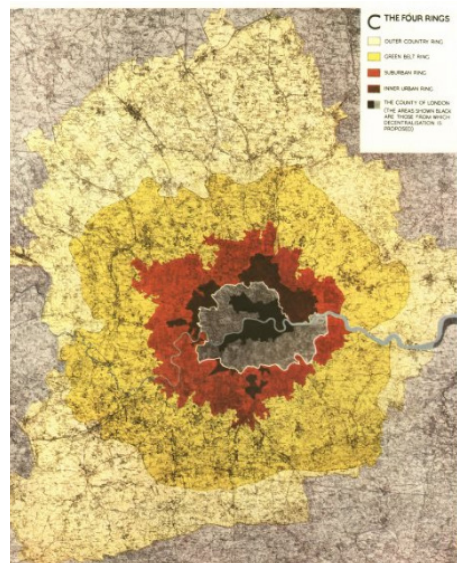 C THE FOUR RINGS
OUTER COUNTRY RING
GREEN BELT RING
SUBURBAN RING
INNER URBAN RING
THE COUNTY OF LONDON
(THE AREAS SHOWN BLACK
ARE THOSE FROM WHICH
DECENTRALISATION IS
PROPOSED)